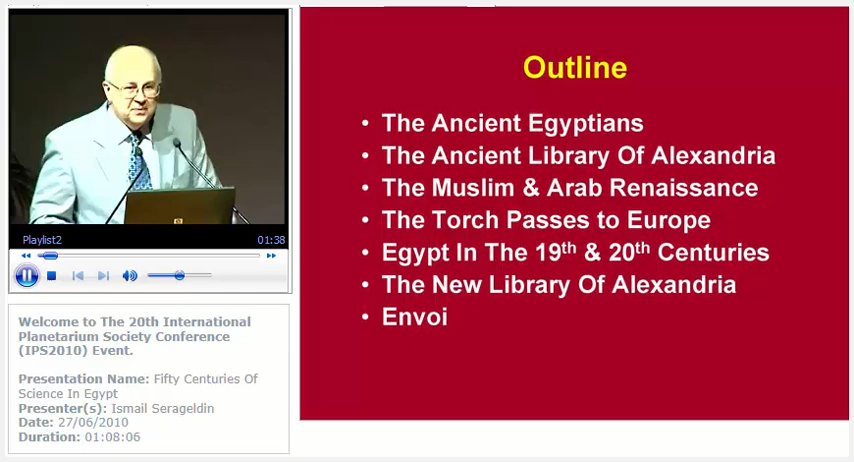 Playlist2 01:38
Welcome to The 20th International
Planetarium Society Conference
(IPS2010) Event.
Presentation Name: Fifty Centuries Of
Science In Egypt
Presenter(s): Ismail Serageldin
Date: 27/06/2010
Duration: 01:08:06
Outline
• The Ancient Egyptians
• The Ancient Library Of Alexandria
• The Muslim & Arab Renaissance
• The Torch Passes to Europe
• Egypt In The 19th & 20th Centuries
• The New Library Of Alexandria
• Envoi